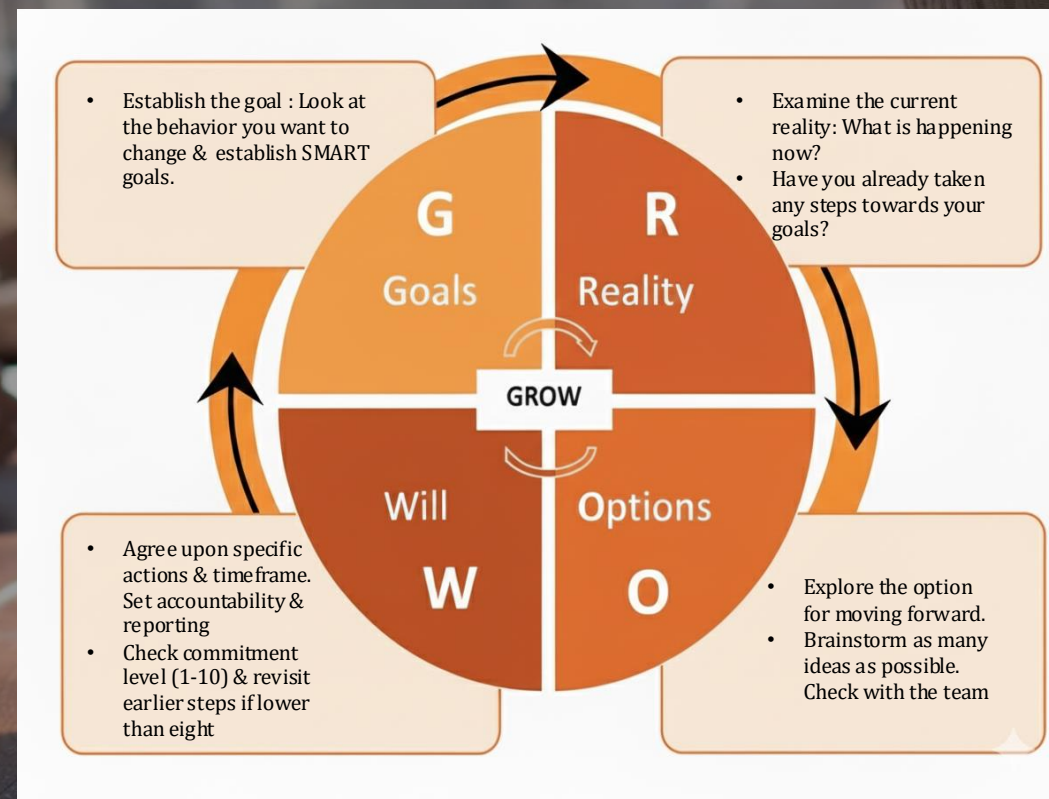 • Establish the goal : Look at
the behavior you want to
change & establish SMART
goals.
• Examine the current
reality: What is happening
now?
• Have you already taken
any steps towards your
goals?
G
Goals
R
Reality
GROW
Will
W
Options
O
• Agree upon specific
actions & timeframe.
Set accountability &
reporting
• Check commitment
level (1-10) & revisit
earlier steps if lower
than eight
• Explore the option
for moving forward.
• Brainstorm as many
ideas as possible.
Check with the team